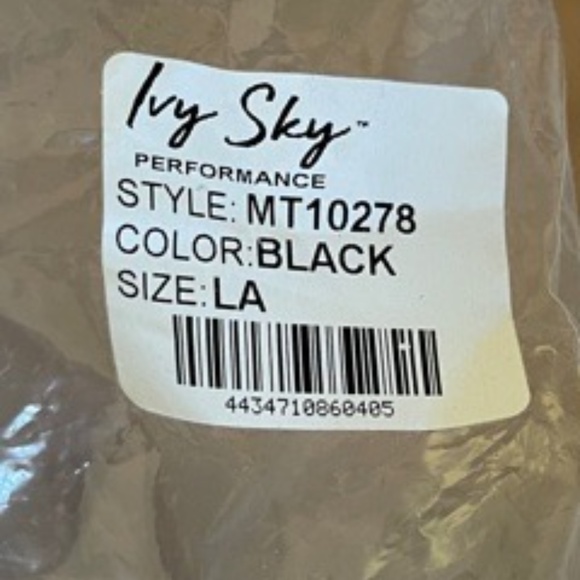 Ivy Sky™
PERFORMANCE
STYLE: MT10278
COLOR:BLACK
SIZE:LA
4434710860405